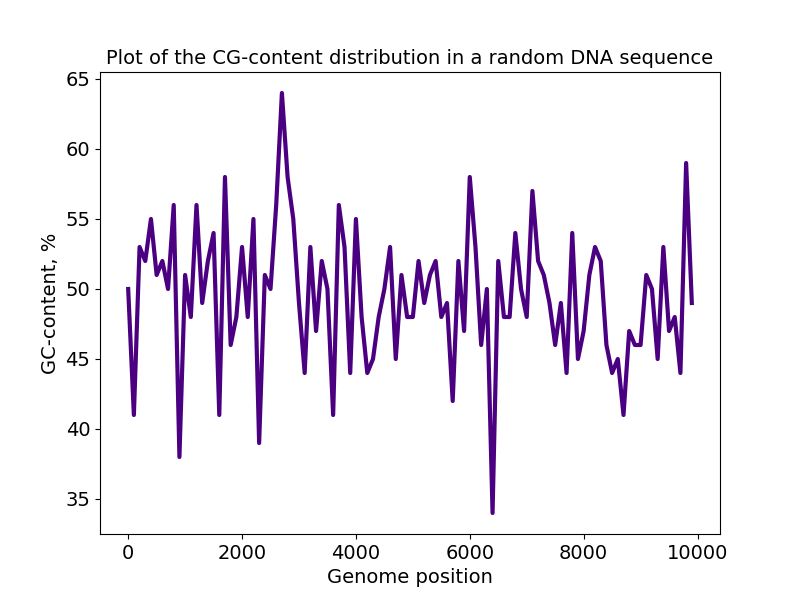 Plot of the CG-content distribution in a random DNA sequence
65
60
55
50
45
40
35
GC-content, %
0 2000 4000 6000 8000 10000
Genome position